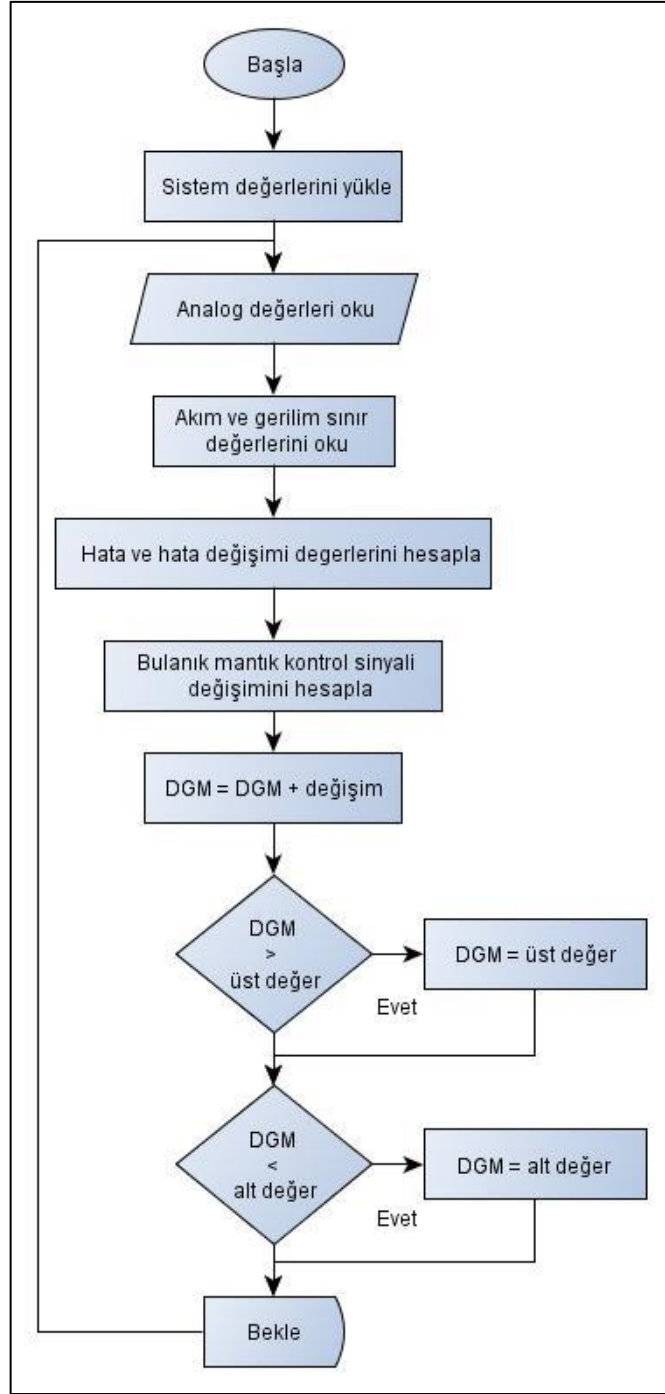 Başla
Sistem değerlerini yükle
Analog değerleri oku
Akım ve gerilim sınır
değerlerini oku
Hata ve hata değişimi degerlerini hesapla
Bulanık mantık kontrol sinyali
değişimini hesapla
DGM = DGM + değişim
DGM
>
üst değer
DGM = üst değer
Evet
DGM
<
alt değer
DGM = alt değer
Evet
Bekle